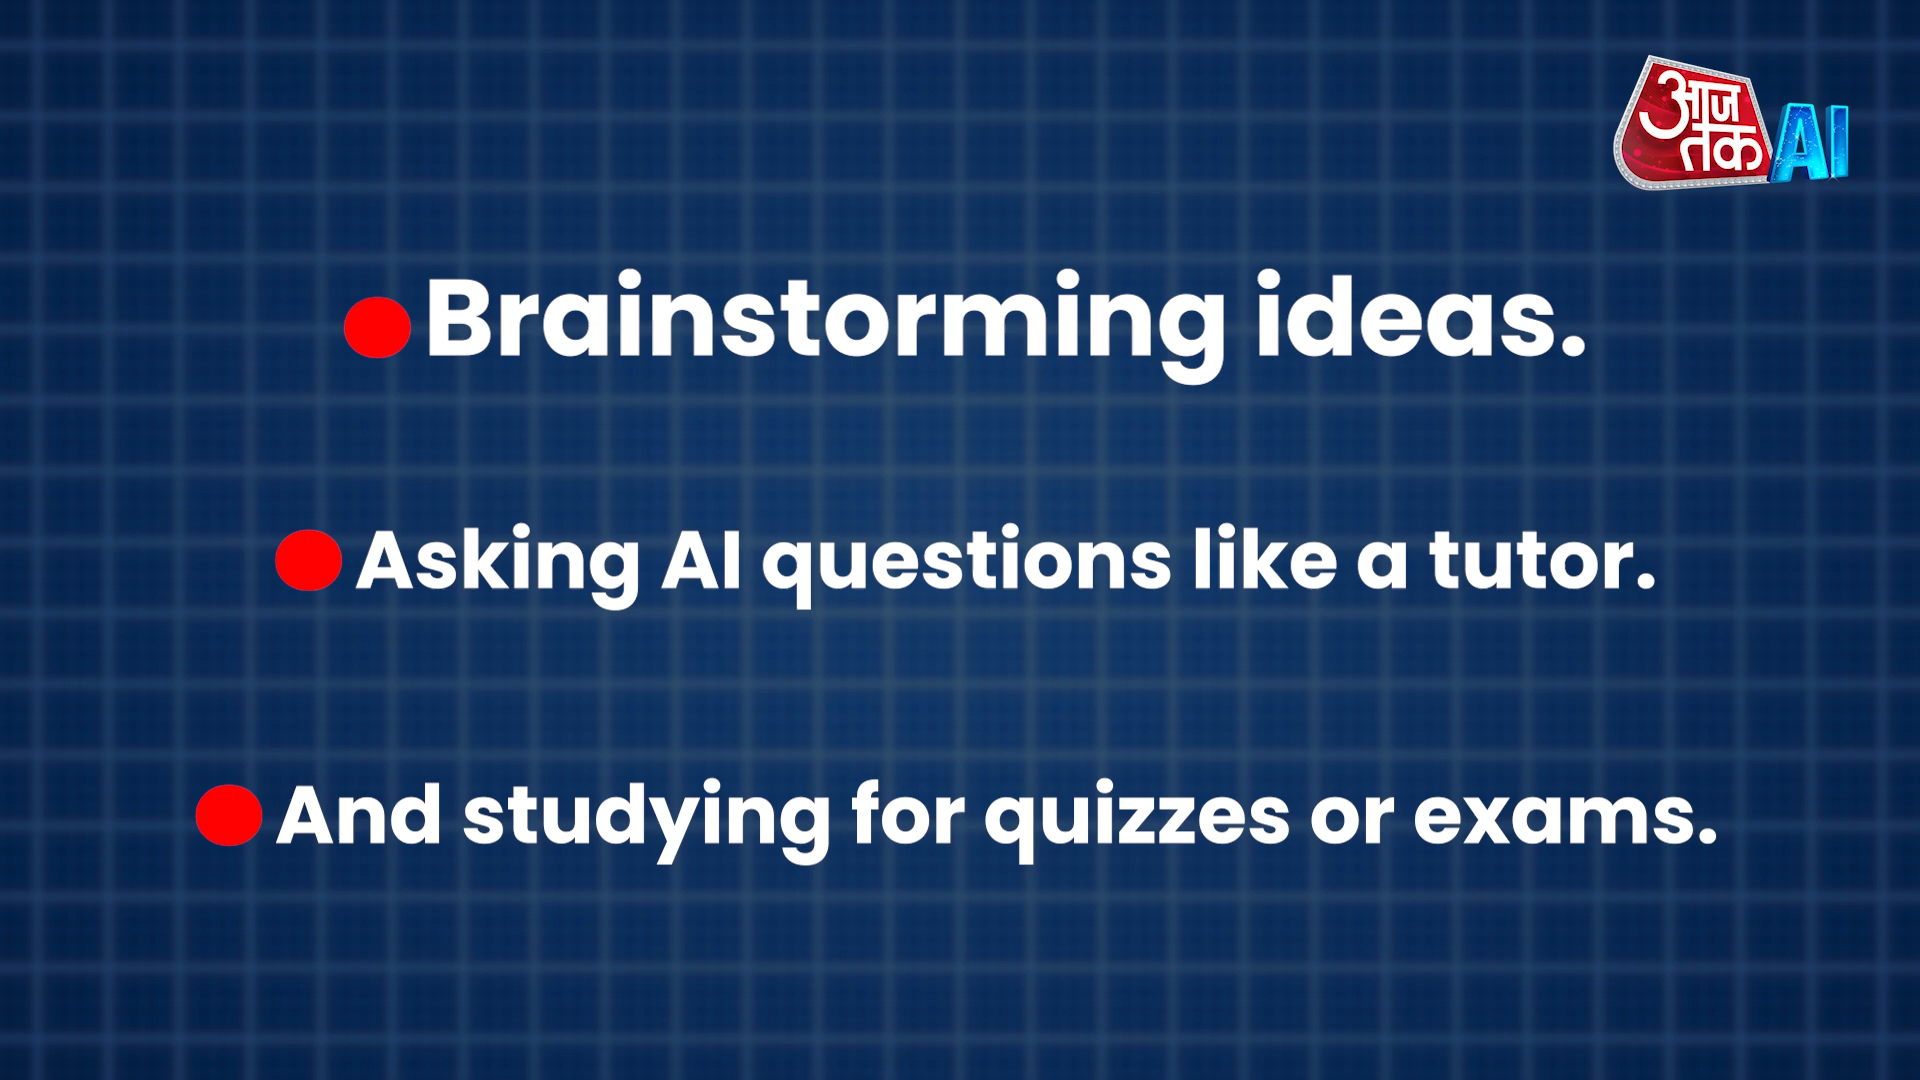 आज
तक AI
Brainstorming ideas.
Asking AI questions like a tutor.
And studying for quizzes or exams.